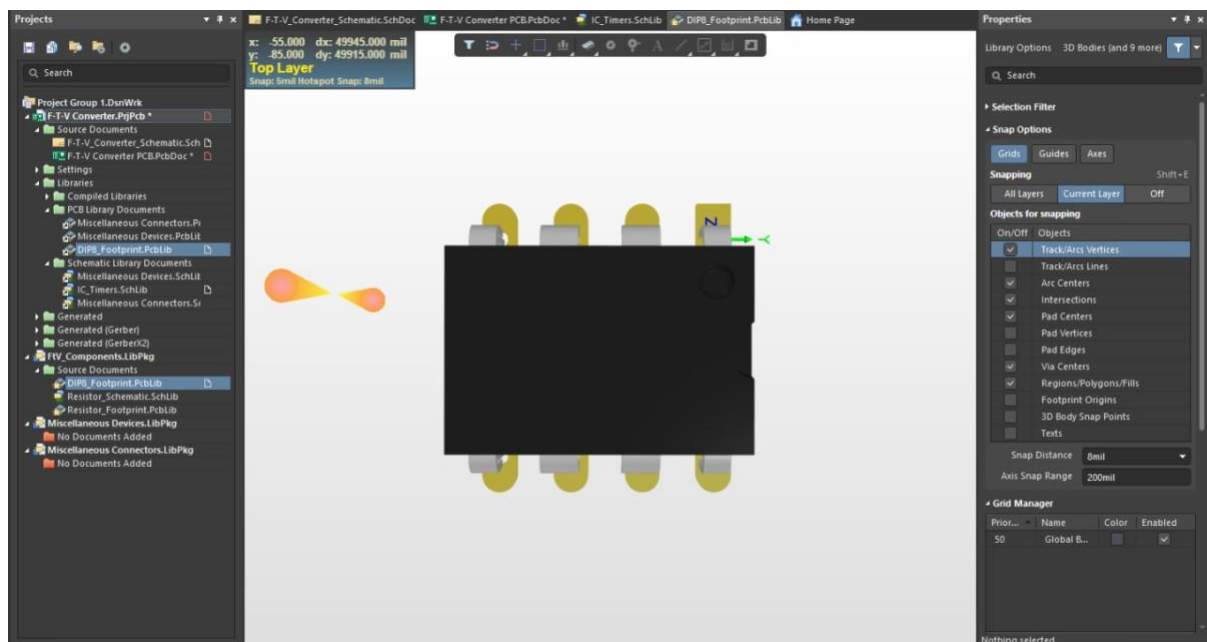 Projects
F-T-V_Converter_Schematic.SchDoc
F-T-V Converter PCB.PcbDoc *
IC_Timers.SchLib
DIP8_Footprint.PcbLib
Home Page
Properties
x: -55.000 dx: 49945.000 mil
y: -85.000 dy: 49915.000 mil
Top Layer
Snap: 5mil Hotspot Snap: 8mil
Search
Project Group 1.DsnWrk
F-T-V Converter.PrjPcb *
Source Documents
F-T-V_Converter_Schematic.Sch
F-T-V Converter PCB.PcbDoc *
Settings
Libraries
Compiled Libraries
PCB Library Documents
Miscellaneous Connectors.P
Miscellaneous Devices.PcbLit
DIP8_Footprint.PcbLib
Schematic Library Documents
Miscellaneous Devices.SchLit
IC_Timers.SchLib
Miscellaneous Connectors.S
Generated
Generated (Gerber)
Generated (GerberX2)
FtV_Components.LibPkg
Source Documents
DIP8_Footprint.PcbLib
Resistor_Schematic.SchLib
Resistor_Footprint.PcbLib
Miscellaneous Devices.LibPkg
No Documents Added
Miscellaneous Connectors.LibPkg
No Documents Added
Library Options 3D Bodies (and 9 more)
Search
Selection Filter
Snap Options
Grids Guides Axes
Snapping Shift+E
All Layers Current Layer Off
Objects for snapping
On/Off Objects
Track/Arcs Vertices
Track/Arcs Lines
Arc Centers
Intersections
Pad Centers
Pad Vertices
Pad Edges
Via Centers
Regions/Polygons/Fills
Footprint Origins
3D Body Snap Points
Texts
Snap Distance 8mil
Axis Snap Range 200mil
Grid Manager
Prior... Name Color Enabled
50 Global B...
Nothing selected